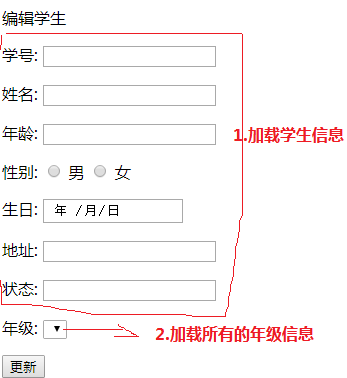 编辑学生
学号:
姓名:
年龄:
1.加载学生信息
性别: 男 女
生日: 年 /月/日
地址:
状态:
年级:
2.加载所有的年级信息
更新